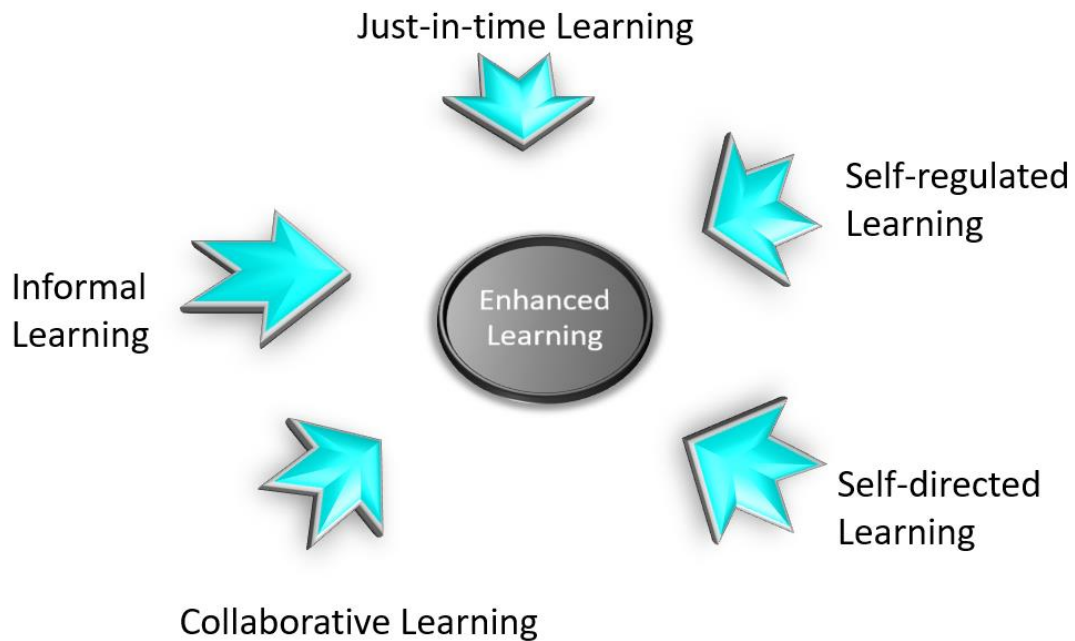 Just-in-time Learning
Self-regulated
Learning
Informal
Learning
Enhanced
Learning
Self-directed
Learning
Collaborative Learning